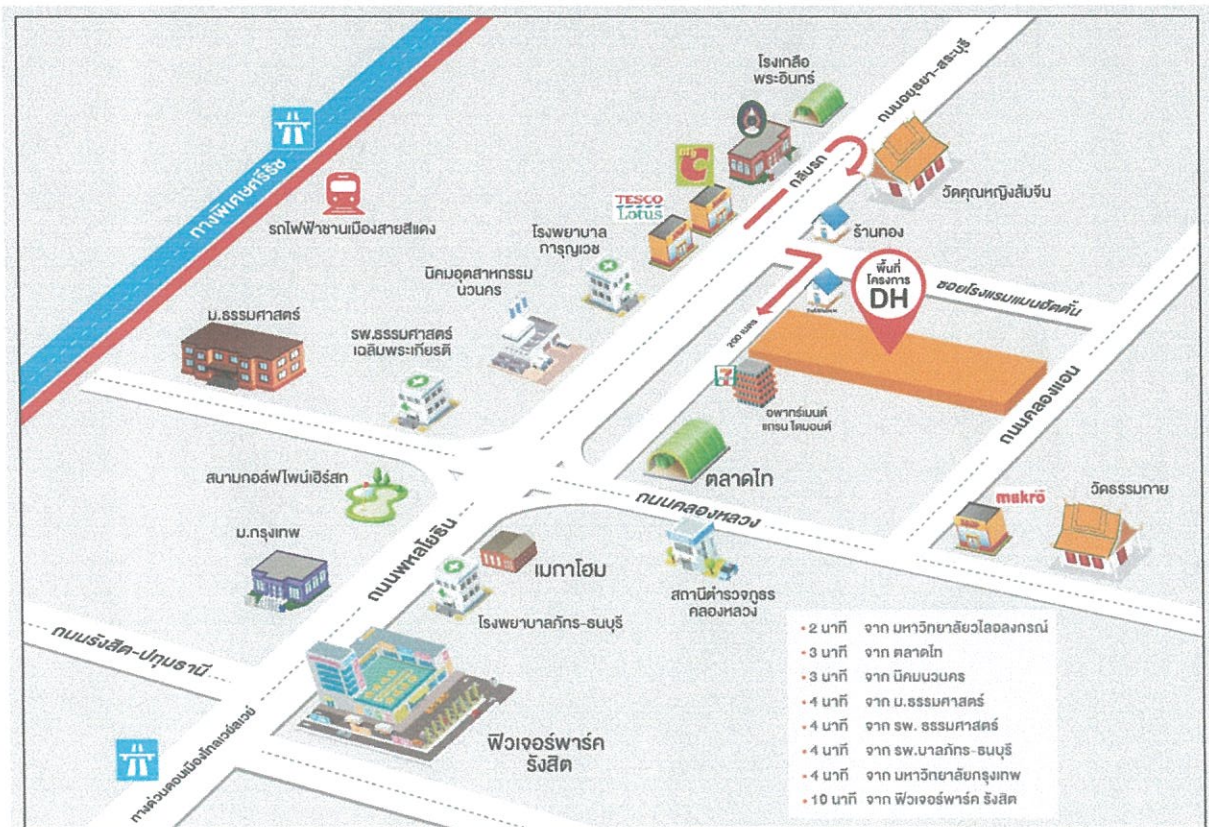 โรงเกลือ
พระอินทร์
ถนนอยุธยา-สระบุรี
กลับรถ
วัดคุณหญิงส้มจีน
big
C
TESCO
Lotus
ทางพิเศษศรีรัช
รถไฟฟ้าชานเมืองสายสีแดง
โรงพยาบาล
การุญเวช
ร้านทอง
นิคมอุตสาหกรรม
นวนคร
พื้นที่
โครงการ
DH
ซอยโรงแรมแมนฮัตตัน
ม.ธรรมศาสตร์
รพ.ธรรมศาสตร์
เฉลิมพระเกียรติ
200 เมตร
7
อพาทร์เมนต์
แกรน ไดมอนด์
ถนนคลองแอน
สนามกอล์ฟไพน์เฮิร์สท
ตลาดไท
ถนนคลองหลวง
makro
วัดธรรมกาย
ม.กรุงเทพ
ถนนพหลโยธิน
เมกาโฮม
สถานีตำรวจภูธร
คลองหลวง
โรงพยาบาลภัทร-ธนบุรี
ถนนรังสิต-ปทุมธานี
ฟิวเจอร์พาร์ค
รังสิต
ทางด่วนดอนเมืองโทลเวย์ลเวย์
• 2 นาที จาก มหาวิทยาลัยวไลอลงกรณ์
• 3 นาที จาก ตลาดไท
• 3 นาที จาก นิคมนวนคร
• 4 นาที จาก ม.ธรรมศาสตร์
• 4 นาที จาก รพ. ธรรมศาสตร์
• 4 นาที จาก รพ.บาลภัทร-ธนบุรี
• 4 นาที จาก มหาวิทยาลัยกรุงเทพ
• 10 นาที จาก ฟิวเจอร์พาร์ค รังสิต